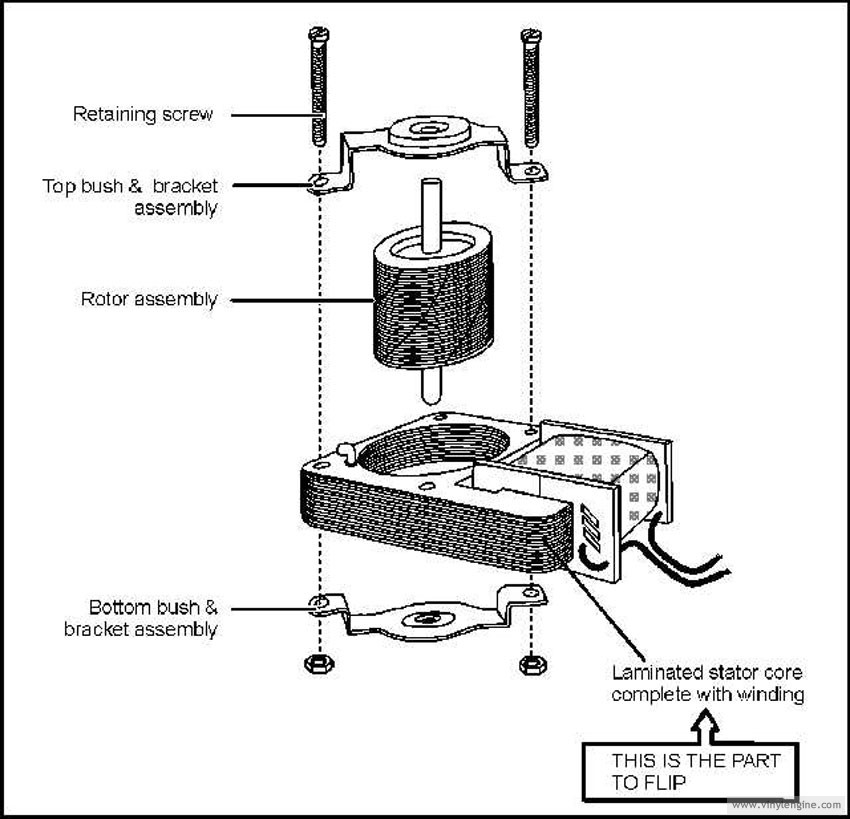 Retaining screw
Top bush & bracket
assembly
Rotor assembly
Bottom bush &
bracket assembly
Laminated stator core
complete with winding
THIS IS THE PART
TO FLIP
www.vinylengine.com